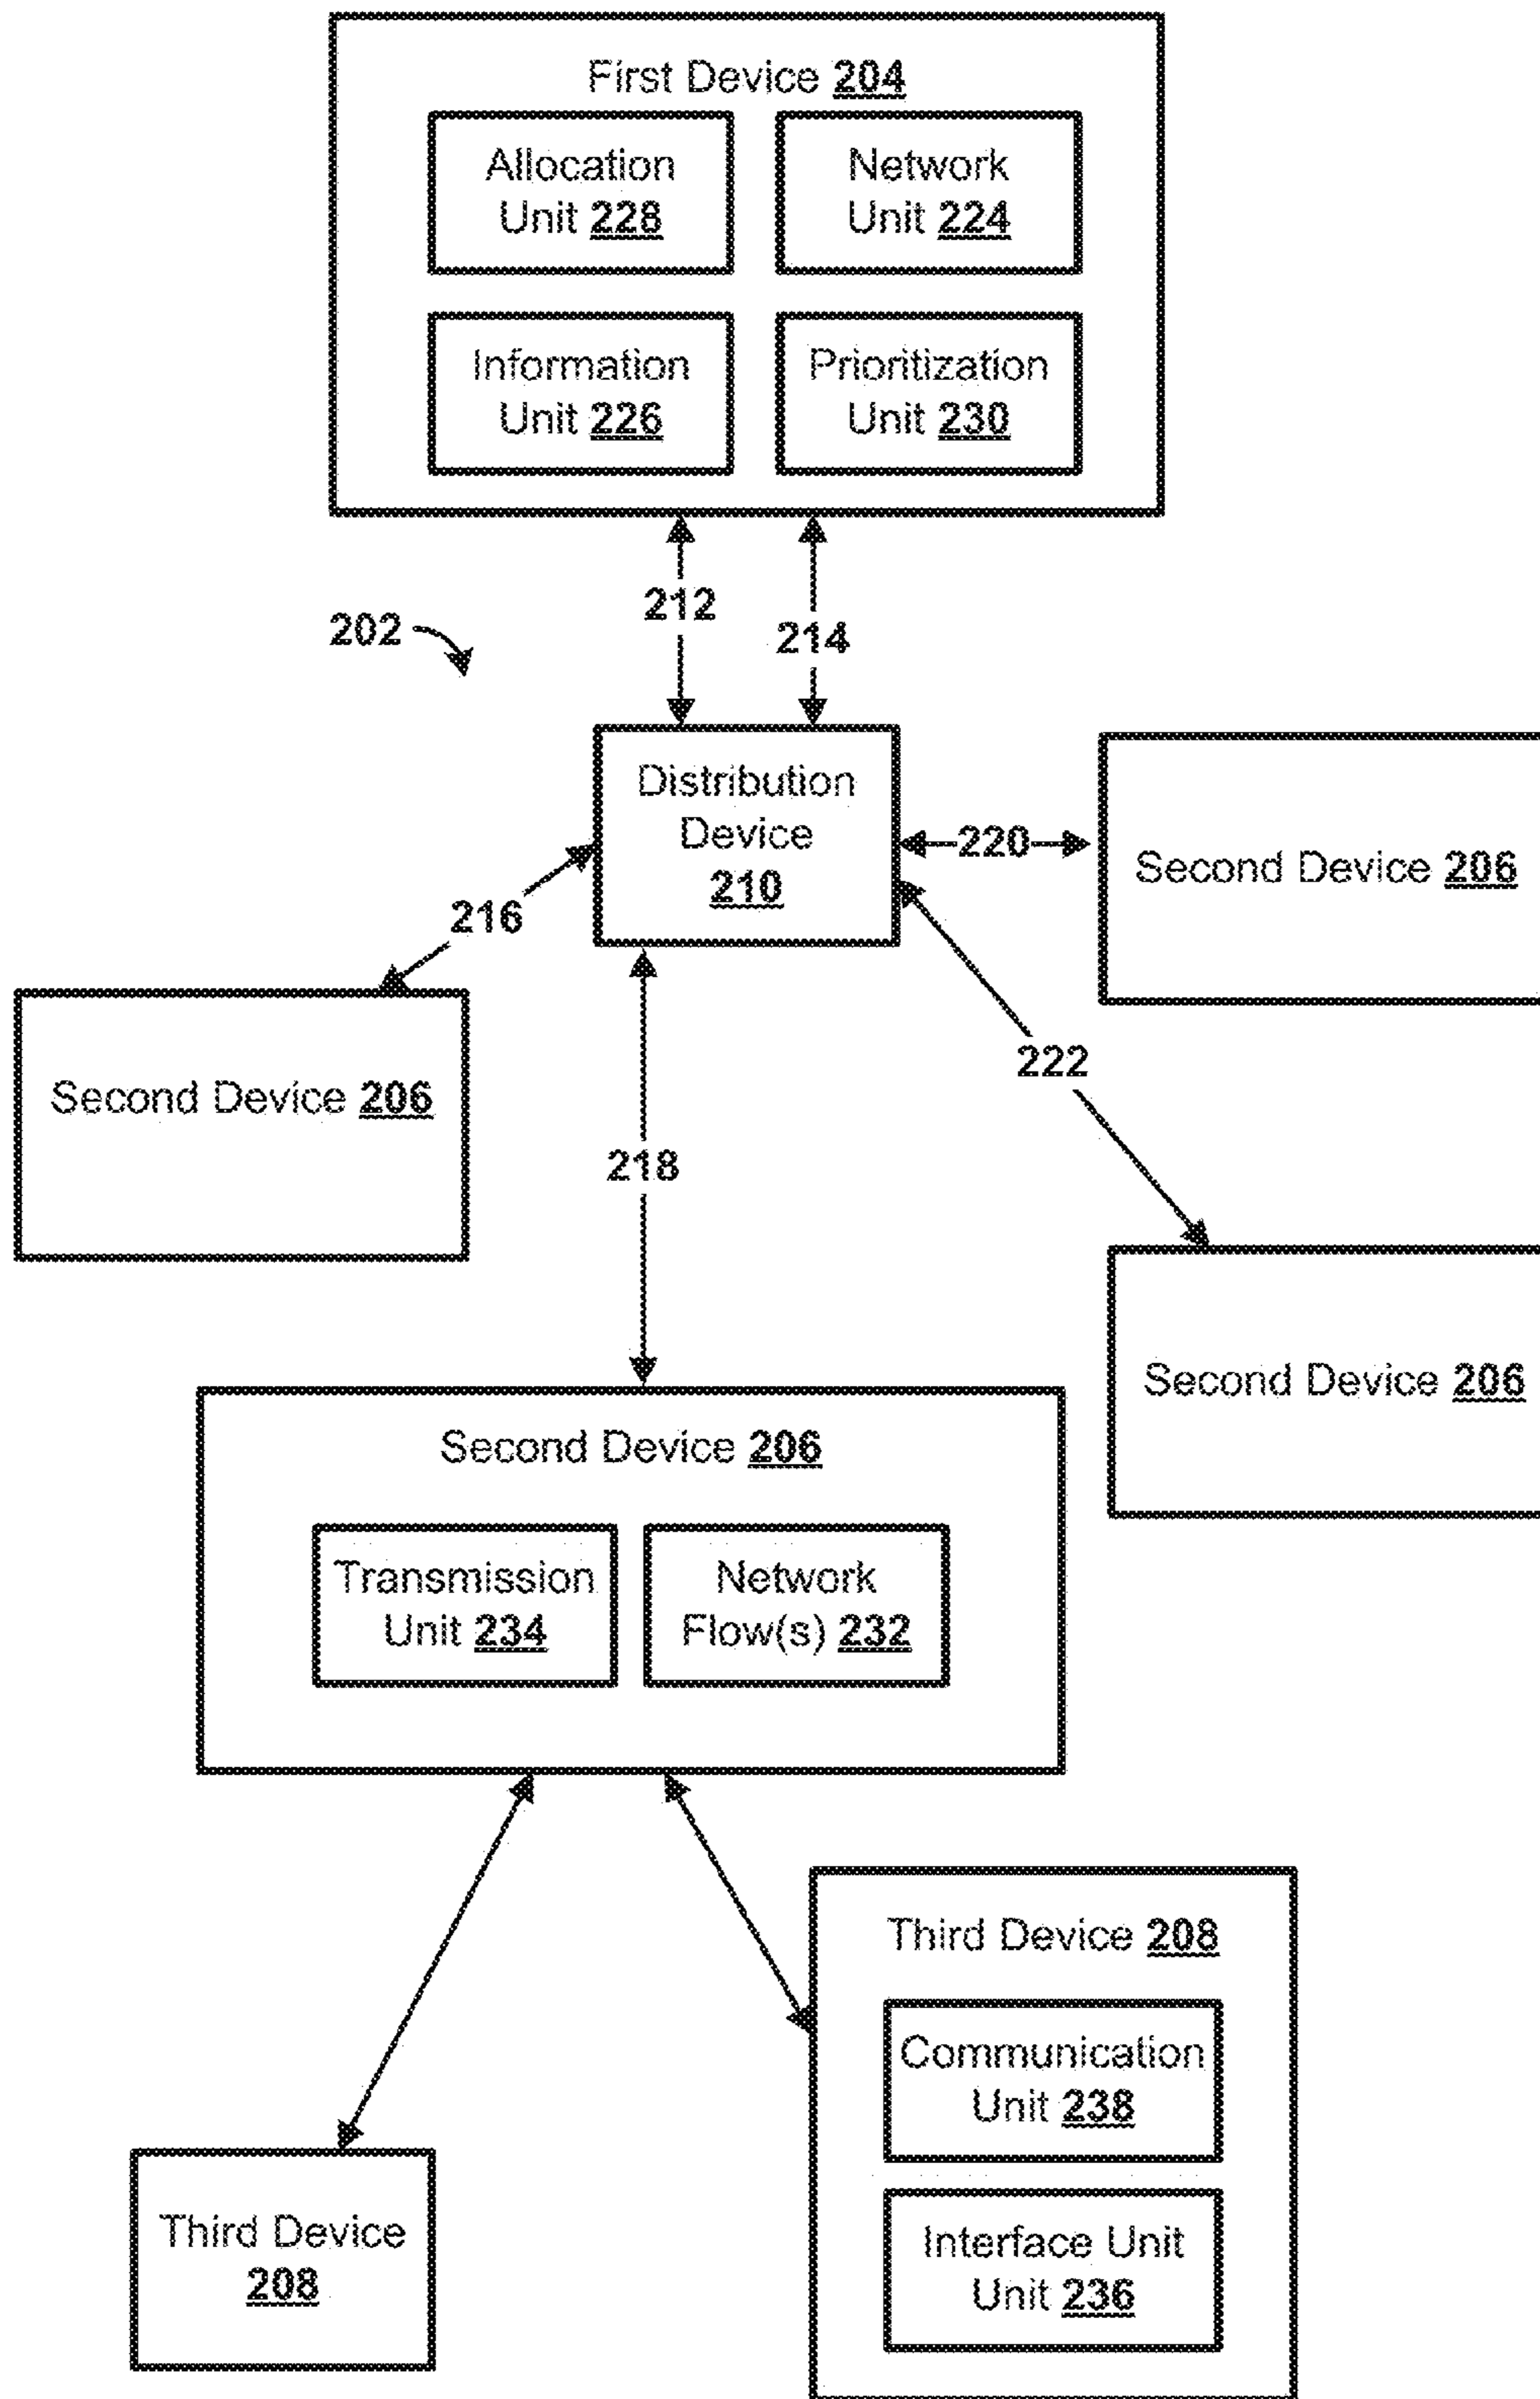 First Device 204
Allocation
Unit 228
Network
Unit 224
Information
Unit 226
Prioritization
Unit 230
212
214
202
Distribution
Device
210
220
Second Device 206
216
Second Device 206
222
218
Second Device 206
Second Device 206
Transmission
Unit 234
Network
Flow(s) 232
Third Device 208
Communication
Unit 238
Interface Unit
Unit 236
Third Device
208